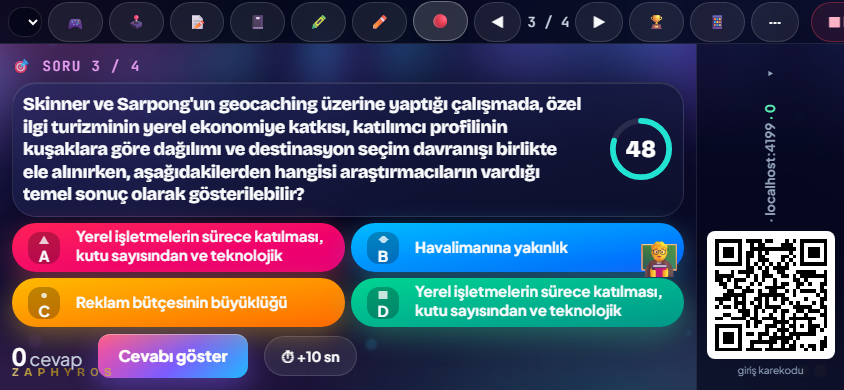 3 / 4
---
SORU 3 / 4
Skinner ve Sarpong'un geocaching üzerine yaptığı çalışmada, özel
ilgi turizminin yerel ekonomiye katkısı, katılımcı profilinin
kuşaklara göre dağılımı ve destinasyon seçim davranışı birlikte
ele alınırken, aşağıdakilerden hangisi araştırmacıların vardığı
temel sonuç olarak gösterilebilir?
48
A
Yerel işletmelerin sürece katılması,
kutu sayısından ve teknolojik
B
Havalimanına yakınlık
C
Reklam bütçesinin büyüklüğü
D
Yerel işletmelerin sürece katılması,
kutu sayısından ve teknolojik
0 cevap
ZAPHYROS
Cevabı göster
+10 sn
· localhost:4199 · 0
giriş karekodu